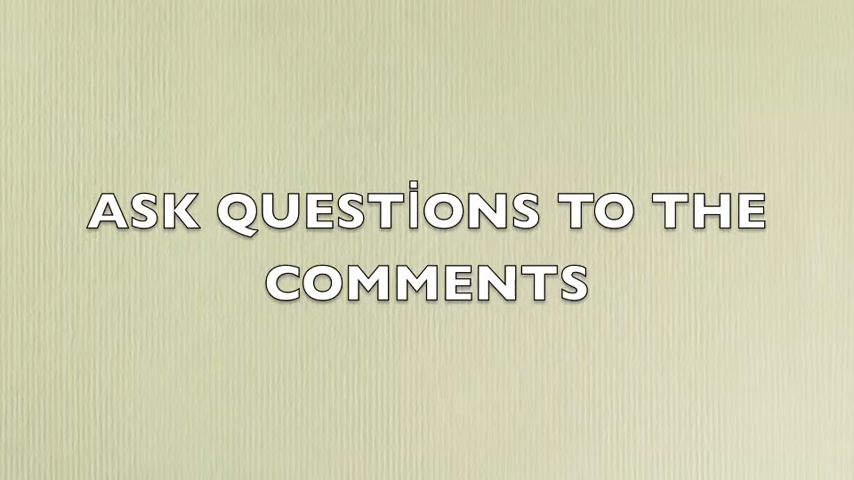 ASK QUESTİONS TO THE
COMMENTS